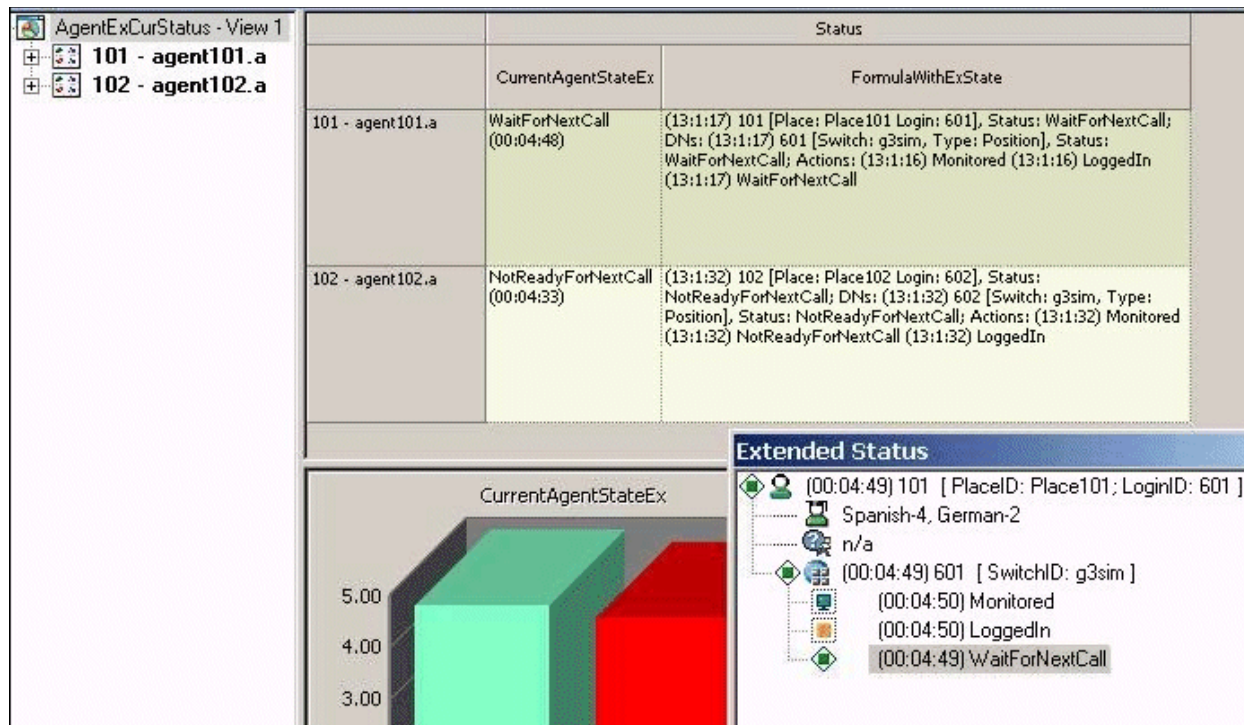 AgentExCurStatus - View 1
101 - agent101.a
102 - agent102.a
Status
CurrentAgentStateEx
FormulaWithExState
101 - agent101.a
WaitForNextCall
(00:04:48)
(13:1:17) 101 [Place: Place101 Login: 601], Status: WaitForNextCall;
DNs: (13:1:17) 601 [Switch: g3sim, Type: Position], Status:
WaitForNextCall; Actions: (13:1:16) Monitored (13:1:16) LoggedIn
(13:1:17) WaitForNextCall
102 - agent102.a
NotReadyForNextCall
(00:04:33)
(13:1:32) 102 [Place: Place102 Login: 602], Status:
NotReadyForNextCall; DNs: (13:1:32) 602 [Switch: g3sim, Type:
Position], Status: NotReadyForNextCall; Actions: (13:1:32) Monitored
(13:1:32) NotReadyForNextCall (13:1:32) LoggedIn
CurrentAgentStateEx
5.00
4.00
3.00
Extended Status
(00:04:49) 101 [ PlaceID: Place101; LoginID: 601 ]
Spanish-4, German-2
n/a
(00:04:49) 601 [ SwitchID: g3sim ]
(00:04:50) Monitored
(00:04:50) LoggedIn
(00:04:49) WaitForNextCall